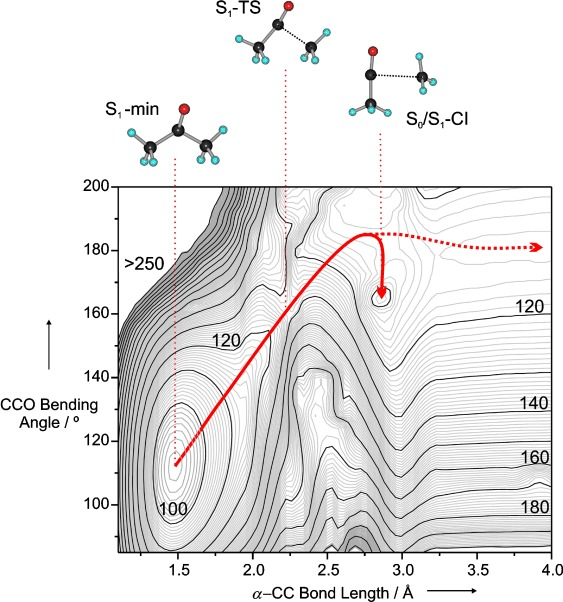 S₁-TS
S₁-min
S₀/S₁-CI
200
180
160
140
120
100
>250
120
100
120
140
160
180
CCO Bending
Angle / º
1.5 2.0 2.5 3.0 3.5 4.0
α–CC Bond Length / Å